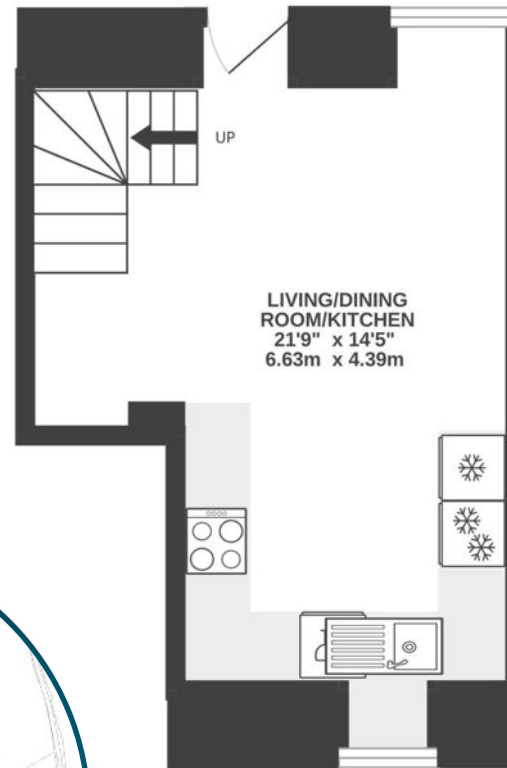 UP
LIVING/DINING
ROOM/KITCHEN
21'9" x 14'5"
6.63m x 4.39m